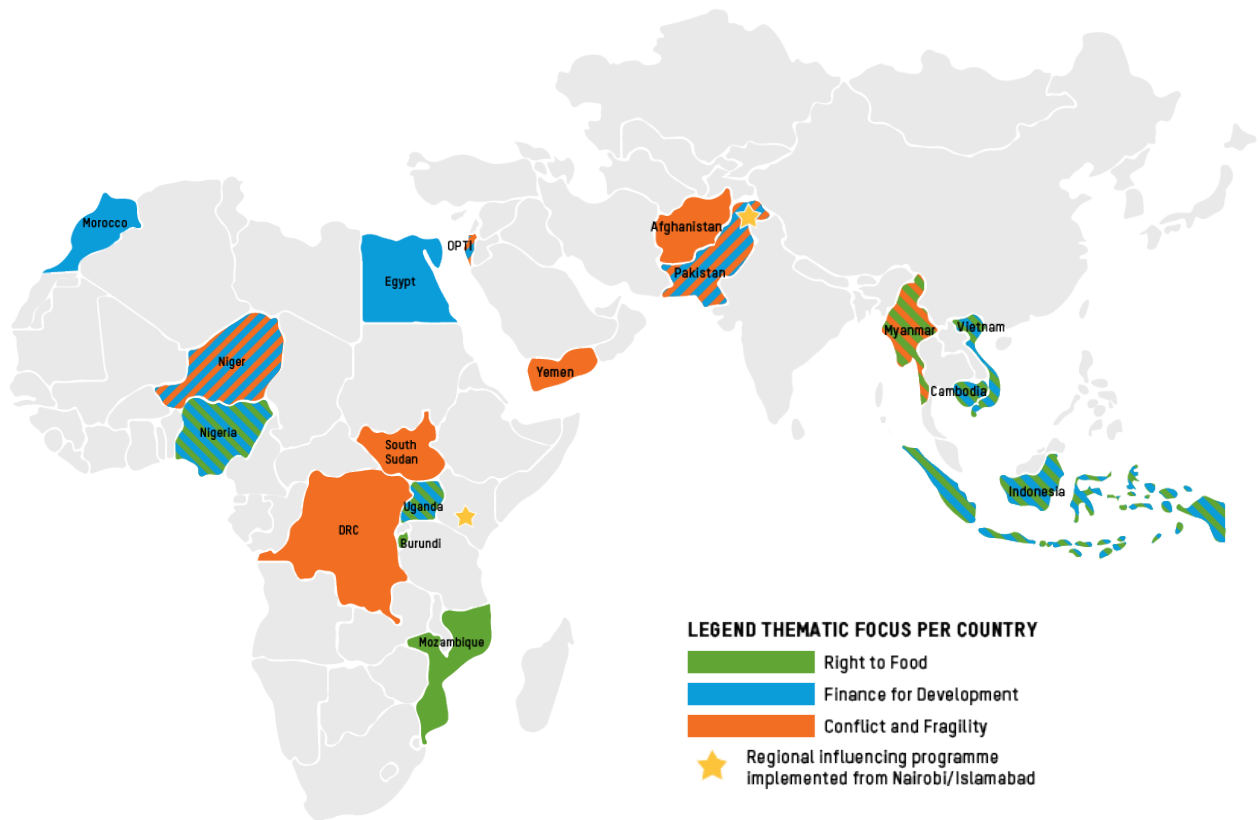 Morocco
OPTI
Egypt
Afghanistan
Pakistan
Myanmar
Vietnam
Niger
Yemen
Cambodia
Nigeria
South
Sudan
Indonesia
Uganda
DRC
Burundi
Mozambique
LEGEND THEMATIC FOCUS PER COUNTRY
Right to Food
Finance for Development
Conflict and Fragility
Regional influencing programme
implemented from Nairobi/Islamabad